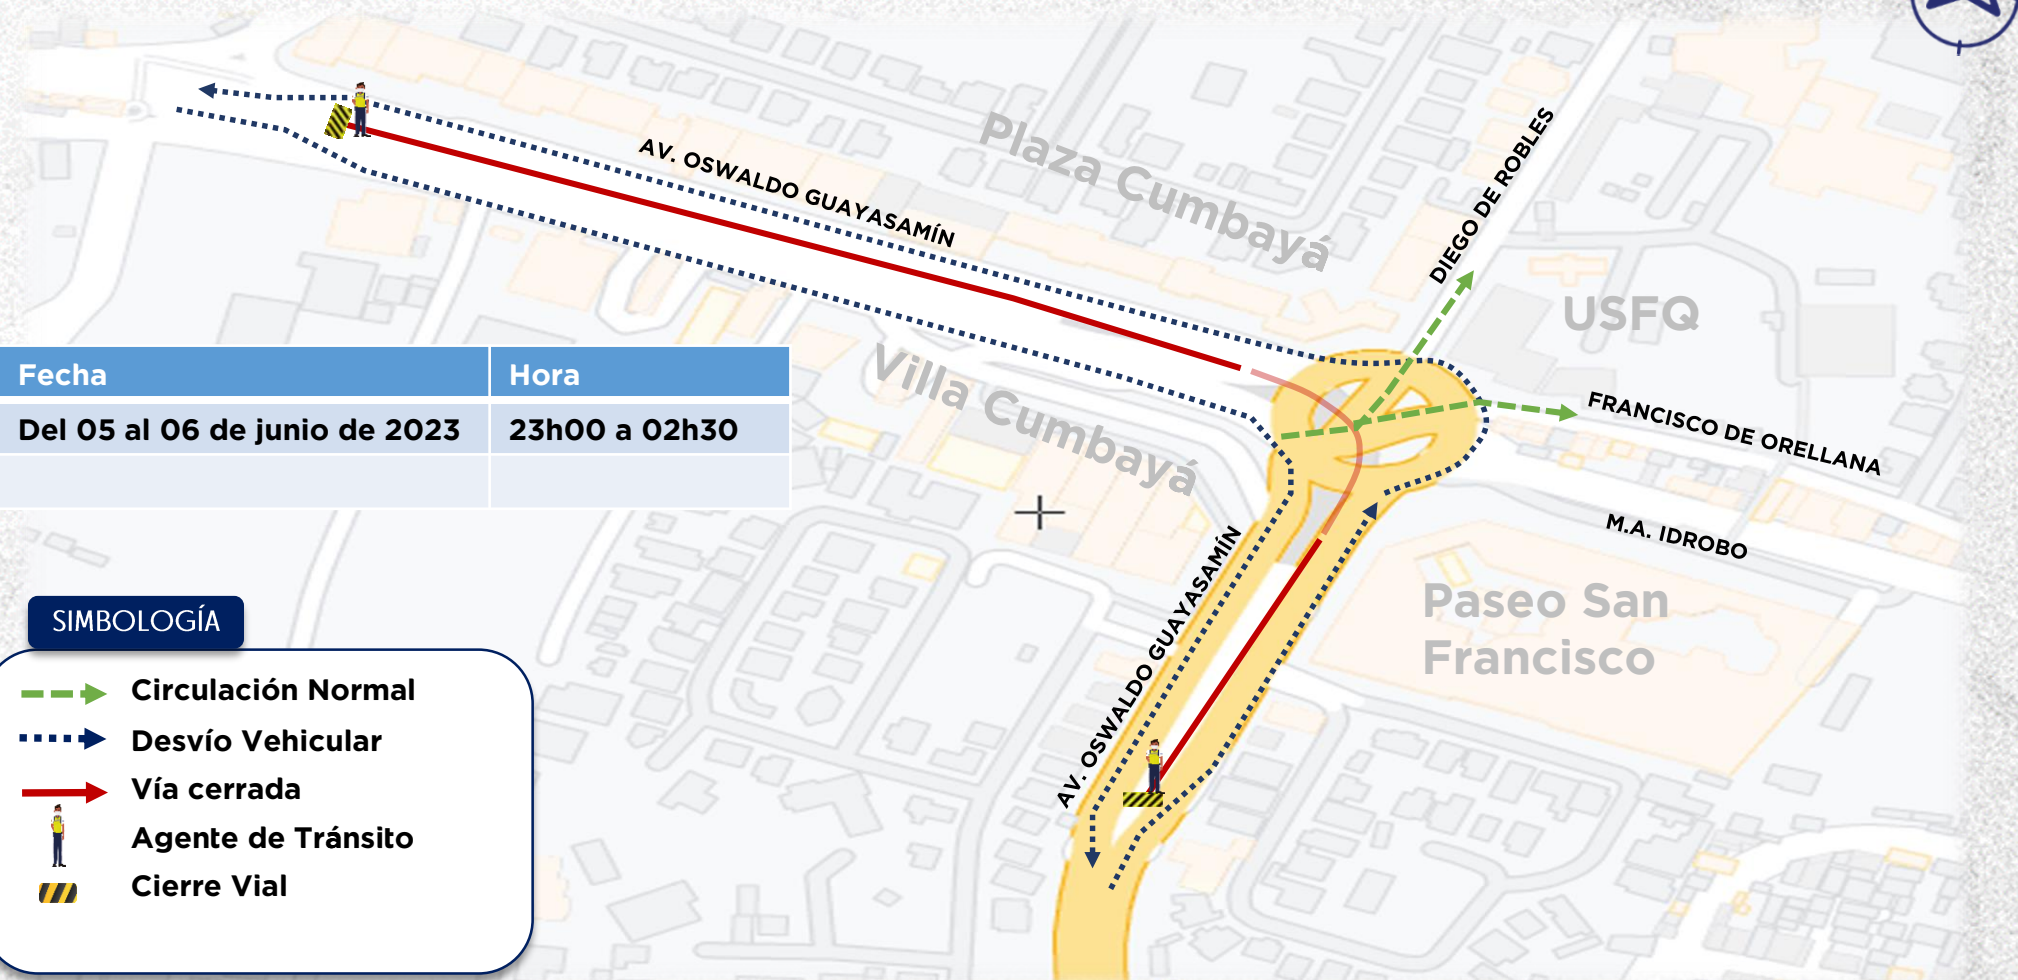 Plaza Cumbayá
AV. OSWALDO GUAYASAMÍN
DIEGO DE ROBLES
USFQ
Fecha
Hora
Del 05 al 06 de junio de 2023
23h00 a 02h30
Villa Cumbayá
FRANCISCO DE ORELLANA
M.A. IDROBO
AV. OSWALDO GUAYASAMÍN
Paseo San
Francisco
SIMBOLOGÍA
Circulación Normal
Desvío Vehicular
Vía cerrada
Agente de Tránsito
Cierre Vial